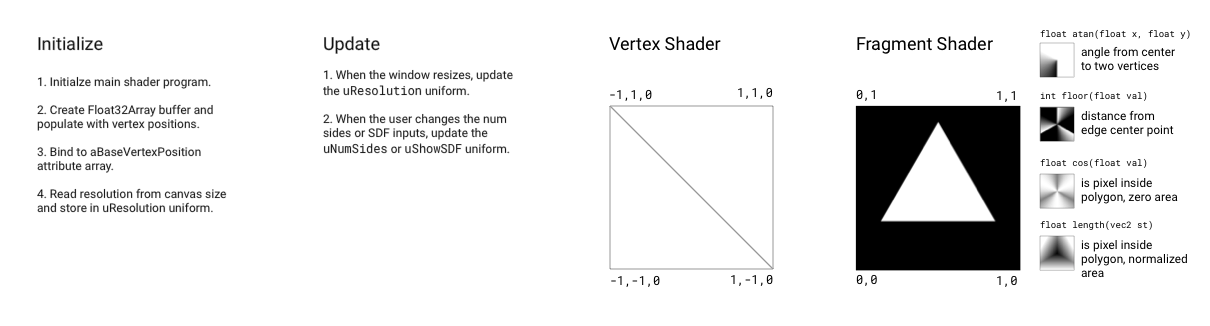 Initialize
1. Initialze main shader program.
2. Create Float32Array buffer and
populate with vertex positions.
3. Bind to aBaseVertexPosition
attribute array.
4. Read resolution from canvas size
and store in uResolution uniform.
Update
1. When the window resizes, update
the uResolution uniform.
2. When the user changes the num
sides or SDF inputs, update the
uNumSides or uShowSDF uniform.
Vertex Shader
-1,1,0
1,1,0
-1,-1,0
1,-1,0
Fragment Shader
0,1
1,1
0,0
1,0
float atan(float x, float y)
angle from center
to two vertices
int floor(float val)
distance from
edge center point
float cos(float val)
is pixel inside
polygon, zero area
float length(vec2 st)
is pixel inside
polygon, normalized
area